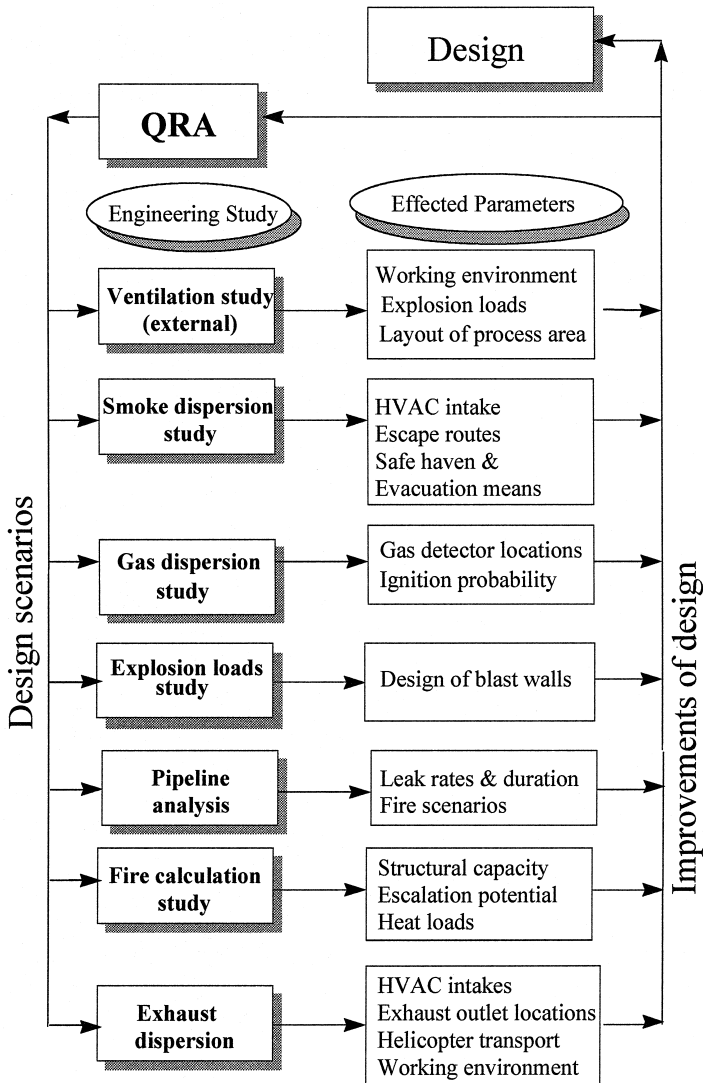 Design
QRA
Engineering Study
Effected Parameters
Ventilation study
(external)
Working environment
Explosion loads
Layout of process area
Smoke dispersion
study
HVAC intake
Escape routes
Safe haven &
Evacuation means
Gas dispersion
study
Gas detector locations
Ignition probability
Explosion loads
study
Design of blast walls
Pipeline
analysis
Leak rates & duration
Fire scenarios
Fire calculation
study
Structural capacity
Escalation potential
Heat loads
Exhaust
dispersion
HVAC intakes
Exhaust outlet locations
Helicopter transport
Working environment
Design scenarios
Improvements of design